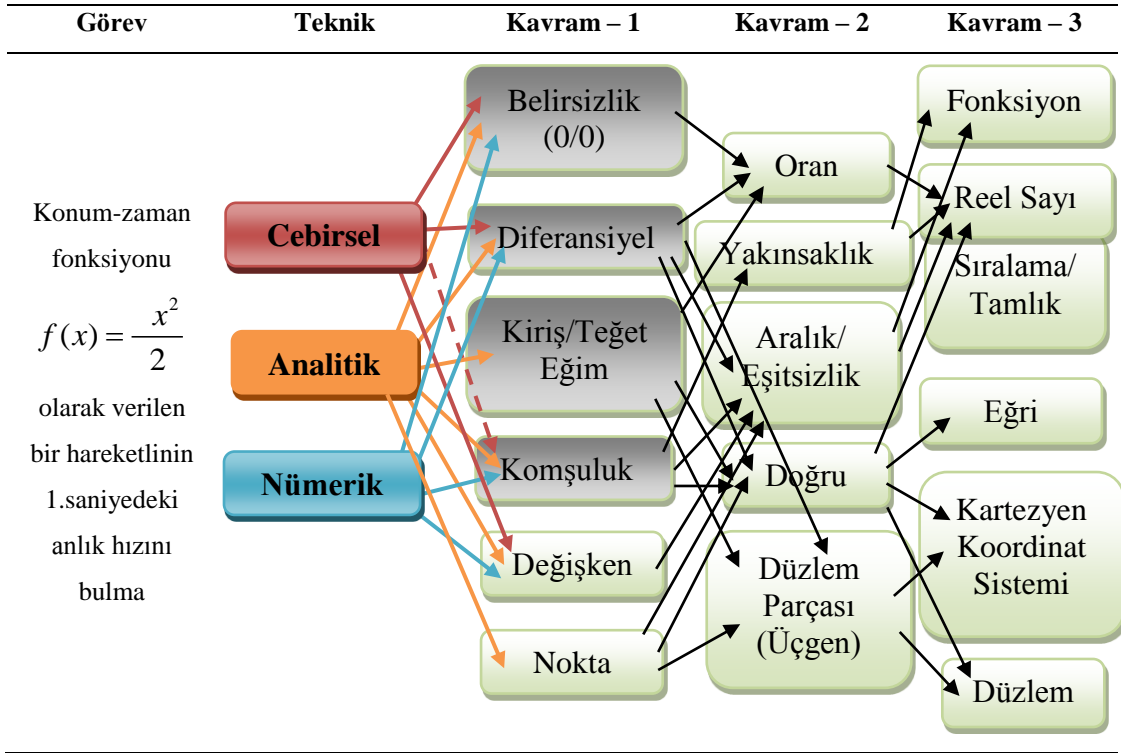 Görev Teknik Kavram – 1 Kavram – 2 Kavram – 3
Konum-zaman
fonksiyonu
f(x) = x²/2
olarak verilen
bir hareketlinin
1.saniyedeki
anlık hızını
bulma
Cebirsel
Analitik
Nümerik
Belirsizlik
(0/0)
Diferansiyel
Kiriş/Teğet
Eğim
Komşuluk
Değişken
Nokta
Oran
Yakınsaklık
Aralık/
Eşitsizlik
Doğru
Düzlem
Parçası
(Üçgen)
Fonksiyon
Reel Sayı
Sıralama/
Tamlık
Eğri
Kartezyen
Koordinat
Sistemi
Düzlem